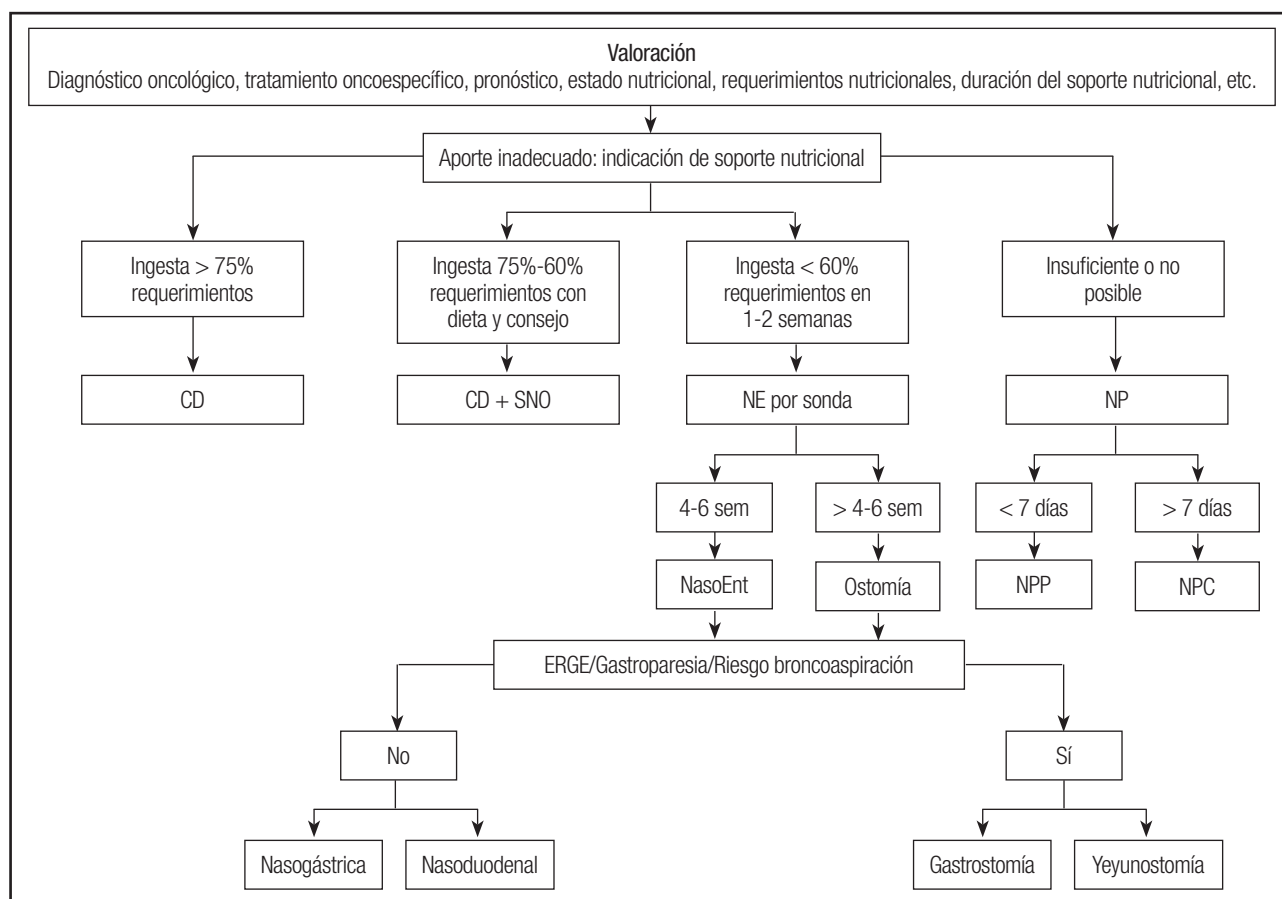 Valoración
Diagnóstico oncológico, tratamiento oncoespecífico, pronóstico, estado nutricional, requerimientos nutricionales, duración del soporte nutricional, etc.
Aporte inadecuado: indicación de soporte nutricional
Ingesta > 75%
requerimientos
Ingesta 75%-60%
requerimientos con
dieta y consejo
Ingesta < 60%
requerimientos en
1-2 semanas
Insuficiente o no
posible
CD
CD + SNO
NE por sonda
NP
4-6 sem
> 4-6 sem
< 7 días
> 7 días
NasoEnt
Ostomía
NPP
NPC
ERGE/Gastroparesia/Riesgo broncoaspiración
No
Sí
Nasogástrica
Nasoduodenal
Gastrostomía
Yeyunostomía